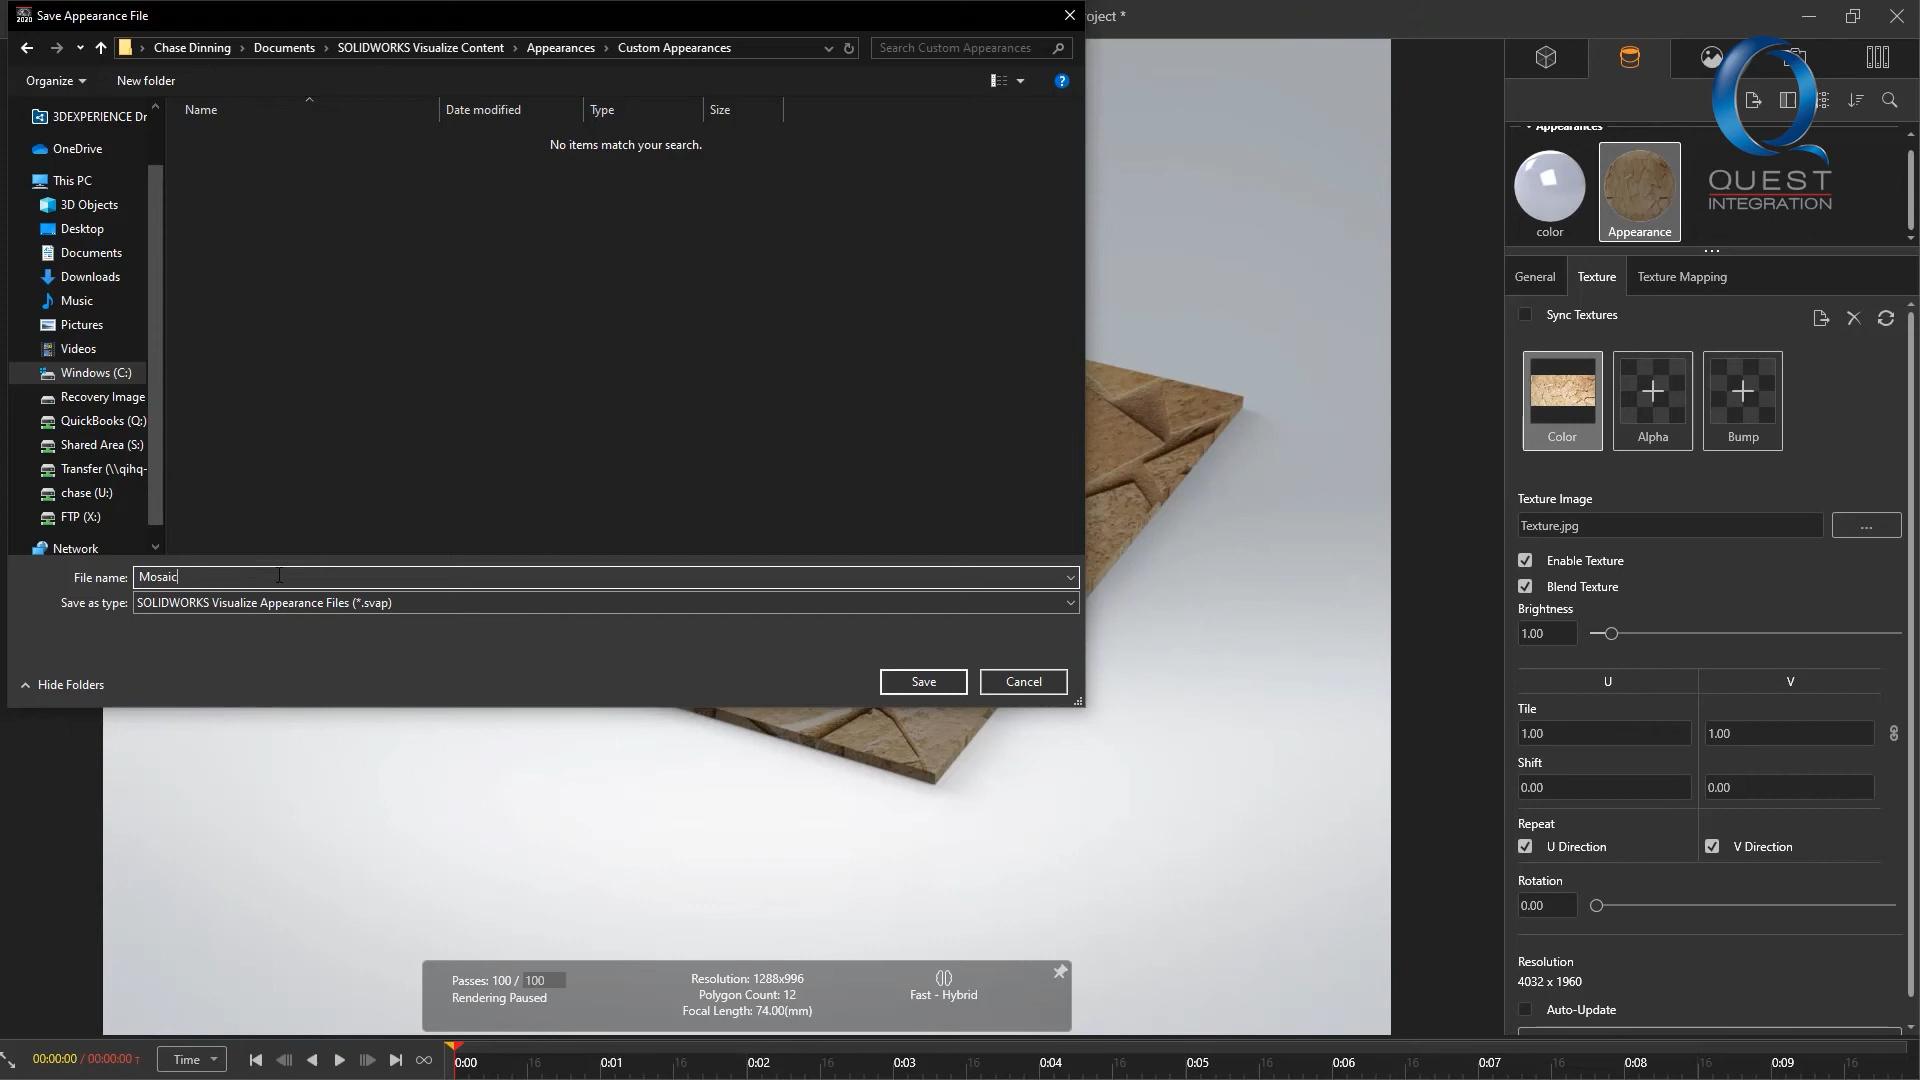 2020 Save Appearance File
oject *
Chase Dinning > Documents > SOLIDWORKS Visualize Content > Appearances > Custom Appearances
Search Custom Appearances
Organize
New folder
Name
Date modified
Type
Size
No items match your search.
3DEXPERIENCE Dr
OneDrive
This PC
3D Objects
Desktop
Documents
Downloads
Music
Pictures
Videos
Windows (C:)
Recovery Image
QuickBooks (Q:)
Shared Area (S:)
Transfer (\\qihq-
chase (U:)
FTP (X:)
Network
File name: Mosaic
Save as type: SOLIDWORKS Visualize Appearance Files (*.svap)
Hide Folders
Save
Cancel
Appearances
color
Appearance
QUEST
INTEGRATION
General
Texture
Texture Mapping
Sync Textures
Color
Alpha
Bump
Texture Image
Texture.jpg
...
Enable Texture
Blend Texture
Brightness
1.00
U
V
Tile
1.00
1.00
Shift
0.00
0.00
Repeat
U Direction
V Direction
Rotation
0.00
Resolution
4032 x 1960
Auto-Update
Passes: 100 / 100
Rendering Paused
Resolution: 1288x996
Polygon Count: 12
Focal Length: 74.00(mm)
Fast - Hybrid
00:00:00 / 00:00:00 T
Time
0:00 16 0:01 16 0:02 16 0:03 16 0:04 16 0:05 16 0:06 16 0:07 16 0:08 16 0:09 16